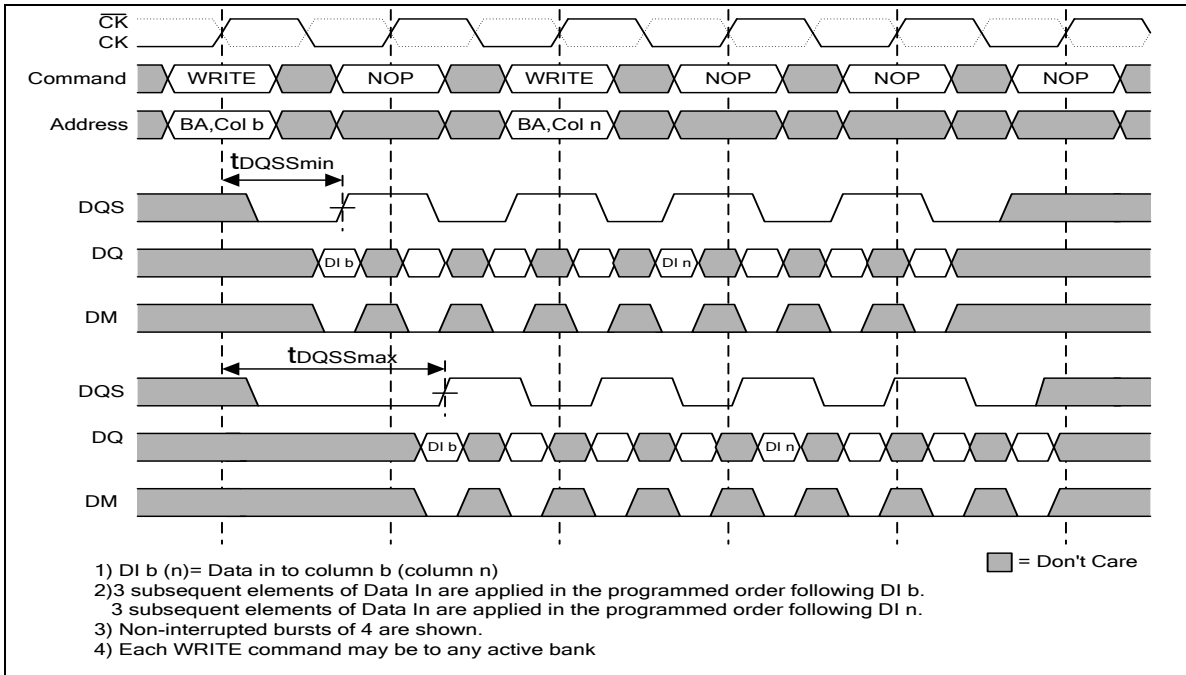 CK
CK
Command WRITE NOP WRITE NOP NOP NOP
Address BA,Col b BA,Col n
tDQSSmin
DQS
DQ DI b DI n
DM
tDQSSmax
DQS
DQ DI b DI n
DM
= Don't Care
1) DI b (n)= Data in to column b (column n)
2)3 subsequent elements of Data In are applied in the programmed order following DI b.
3 subsequent elements of Data In are applied in the programmed order following DI n.
3) Non-interrupted bursts of 4 are shown.
4) Each WRITE command may be to any active bank